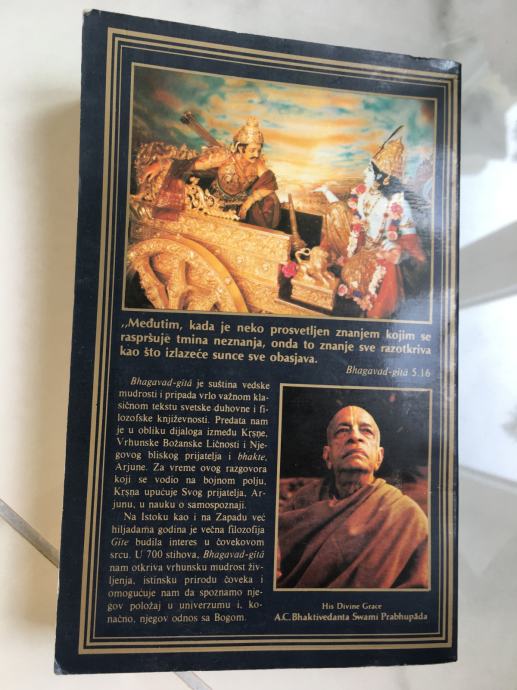 „Međutim, kada je neko prosvetljen znanjem kojim se
raspršuje tmina neznanja, onda to znanje sve razotkriva
kao što izlazeće sunce sve obasjava.
Bhagavad-gītā 5.16
Bhagavad-gītā je suština vedske
mudrosti i pripada vrlo važnom kla-
sičnom tekstu svetske duhovne i fi-
lozofske književnosti. Predata nam
je u obliku dijaloga između Kṛṣṇe,
Vrhunske Božanske Ličnosti i Nje-
govog bliskog prijatelja i bhakte,
Arjune. Za vreme ovog razgovora
koji se vodio na bojnom polju,
Kṛṣṇa upućuje Svog prijatelja, Ar-
junu, u nauku o samospoznaji.
Na Istoku kao i na Zapadu već
hiljadama godina je večna filozofija
Gīte budila interes u čovekovom
srcu. U 700 stihova, Bhagavad-gītā
nam otkriva vrhunsku mudrost živ-
ljenja, istinsku prirodu čoveka i
omogućuje nam da spoznamo nje-
gov položaj u univerzumu i, ko-
načno, njegov odnos sa Bogom.
His Divine Grace
A.C. Bhaktivedanta Swami Prabhupāda